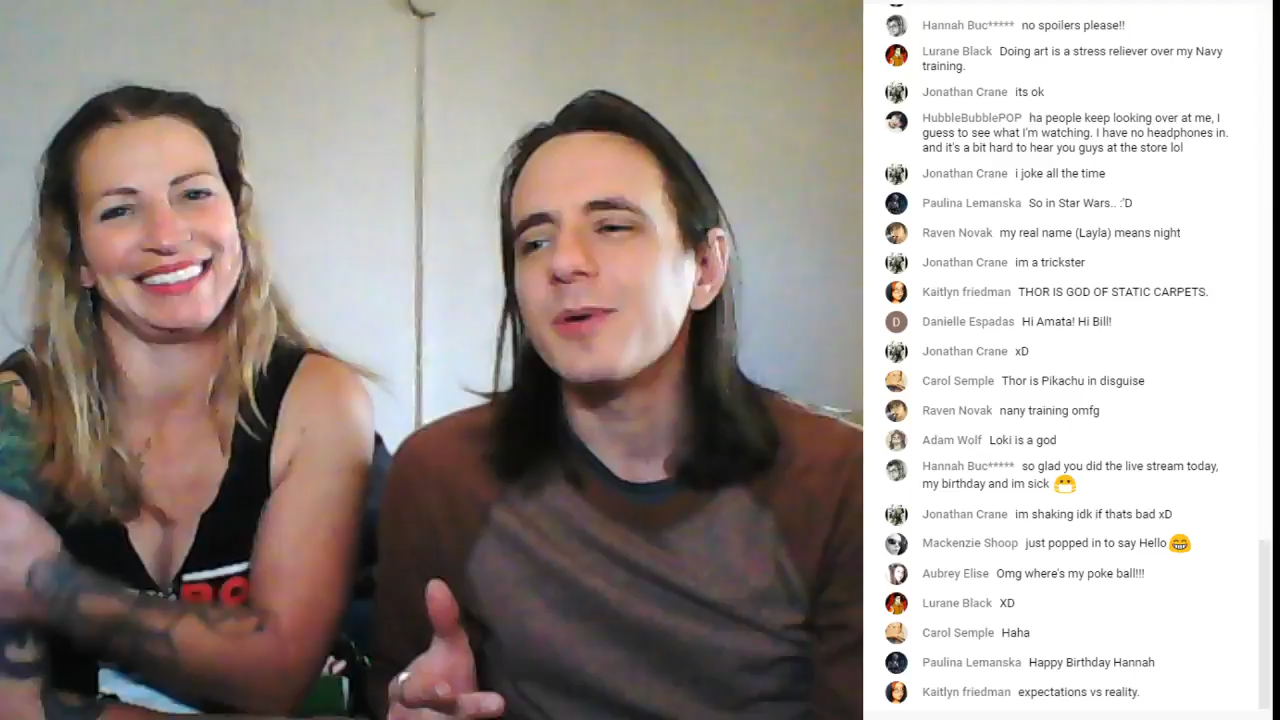 Hannah Buc***** no spoilers please!!
Lurane Black Doing art is a stress reliever over my Navy
training.
Jonathan Crane its ok
HubbleBubblePOP ha people keep looking over at me, I
guess to see what I'm watching. I have no headphones in.
and it's a bit hard to hear you guys at the store lol
Jonathan Crane i joke all the time
Paulina Lemanska So in Star Wars.. :'D
Raven Novak my real name (Layla) means night
Jonathan Crane im a trickster
Kaitlyn friedman THOR IS GOD OF STATIC CARPETS.
D Danielle Espadas Hi Amata! Hi Bill!
Jonathan Crane xD
Carol Semple Thor is Pikachu in disguise
Raven Novak nany training omfg
Adam Wolf Loki is a god
Hannah Buc***** so glad you did the live stream today,
my birthday and im sick 😷
Jonathan Crane im shaking idk if thats bad xD
Mackenzie Shoop just popped in to say Hello 😁
Aubrey Elise Omg where's my poke ball!!!
Lurane Black XD
Carol Semple Haha
Paulina Lemanska Happy Birthday Hannah
Kaitlyn friedman expectations vs reality.